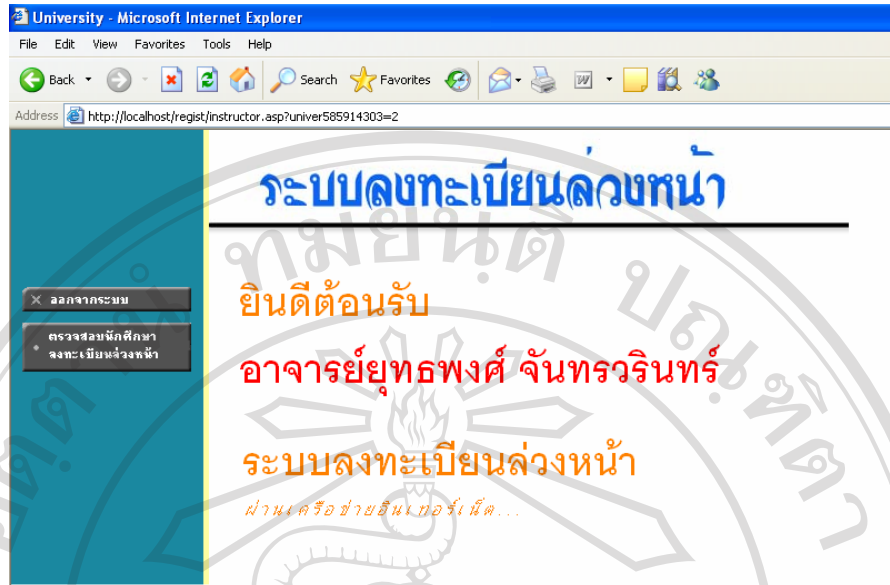 University - Microsoft Internet Explorer
File Edit View Favorites Tools Help
Back Search Favorites
Address http://localhost/regist/instructor.asp?univer585914303=2
ระบบลงทะเบียนล่วงหน้า
ออกจากระบบ
ตรวจสอบนักศึกษา
ลงทะเบียนล่วงหน้า
ยินดีต้อนรับ
อาจารย์ยุทธพงศ์ จันทรวรินทร์
ระบบลงทะเบียนล่วงหน้า
ผ่านเครือข่ายอินเทอร์เน็ต...